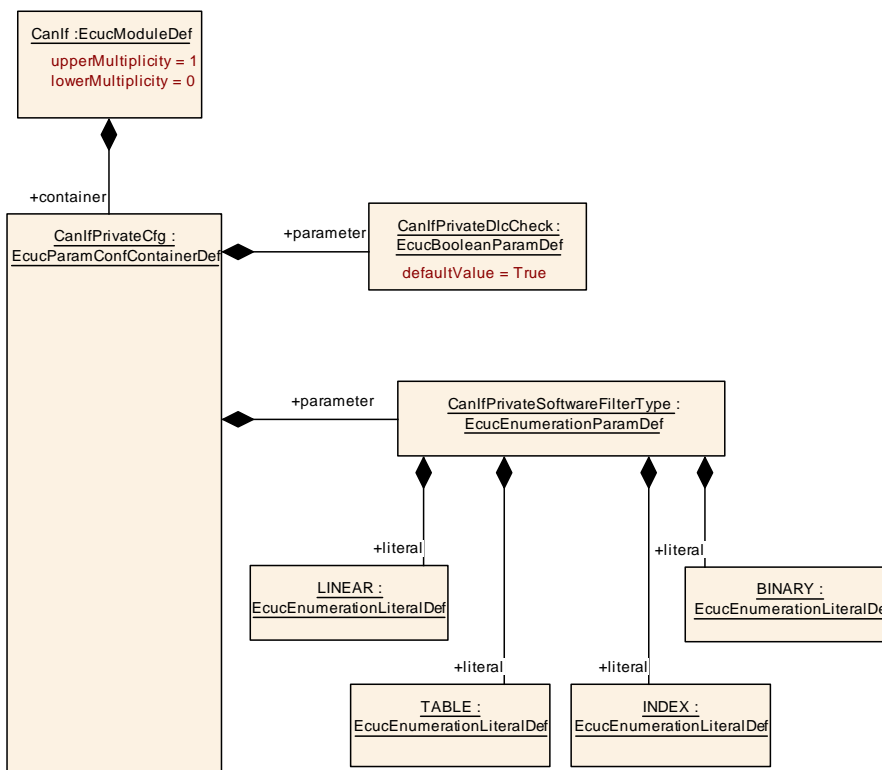 CanIf :EcucModuleDef
upperMultiplicity = 1
lowerMultiplicity = 0
+container
CanIfPrivateCfg :
EcucParamConfContainerDef
+parameter
CanIfPrivateDlcCheck :
EcucBooleanParamDef
defaultValue = True
+parameter
CanIfPrivateSoftwareFilterType :
EcucEnumerationParamDef
+literal
+literal
LINEAR :
EcucEnumerationLiteralDef
BINARY :
EcucEnumerationLiteralDe
+literal
+literal
TABLE :
EcucEnumerationLiteralDef
INDEX :
EcucEnumerationLiteralDef